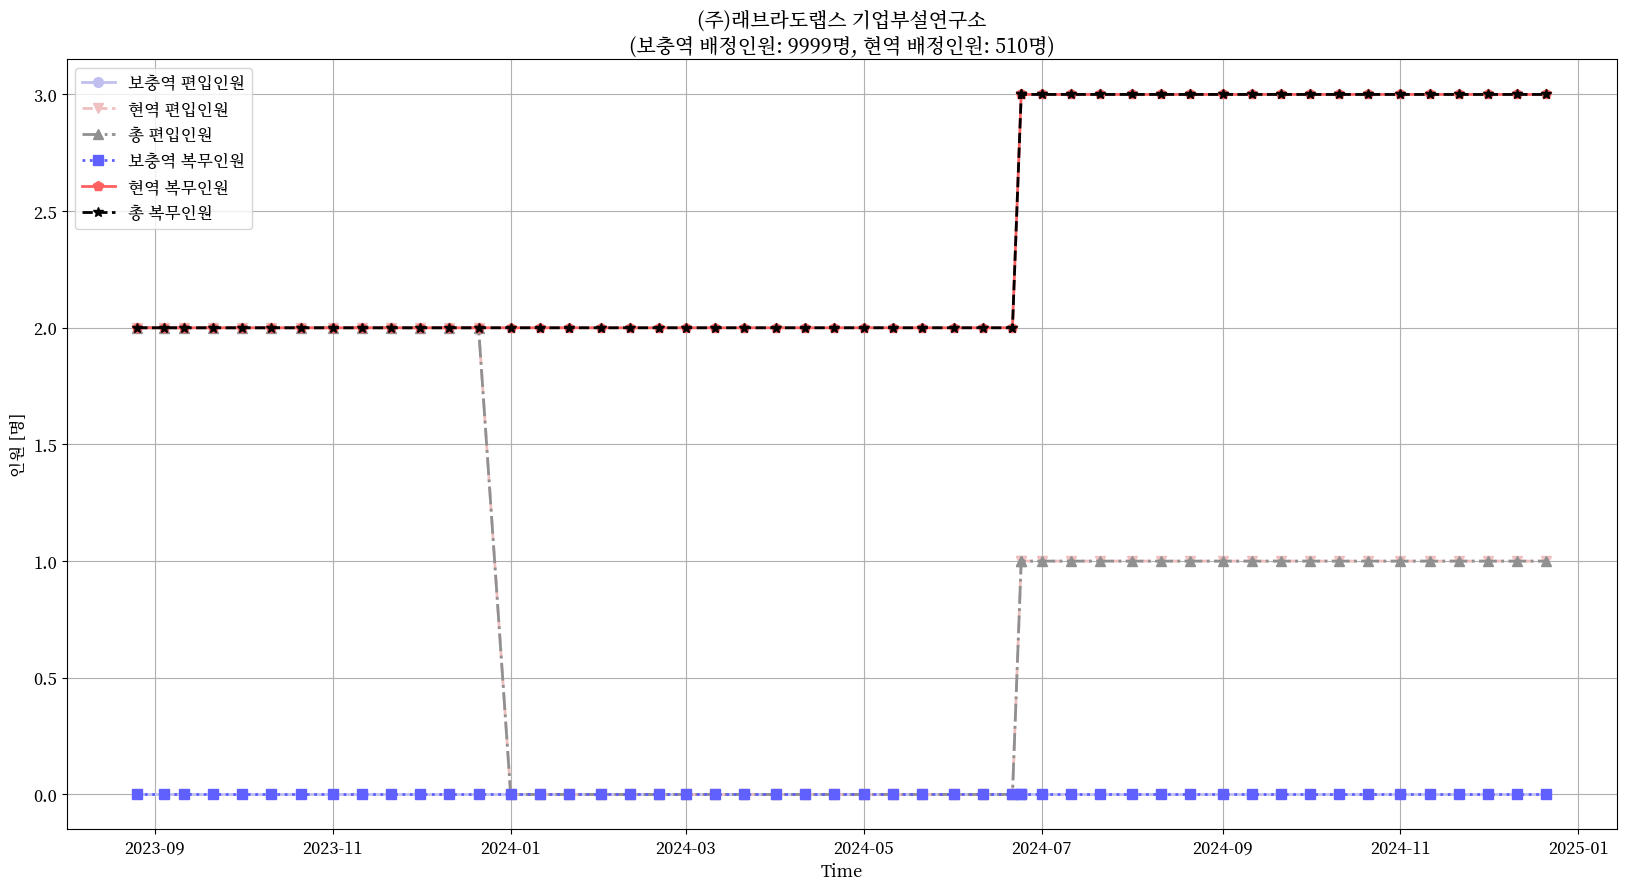 (주)래브라도랩스 기업부설연구소
(보충역 배정인원: 9999명, 현역 배정인원: 510명)
보충역 편입인원
현역 편입인원
총 편입인원
보충역 복무인원
현역 복무인원
총 복무인원
3.0
2.5
2.0
1.5
1.0
0.5
0.0
인원 [명]
2023-09 2023-11 2024-01 2024-03 2024-05 2024-07 2024-09 2024-11 2025-01
Time